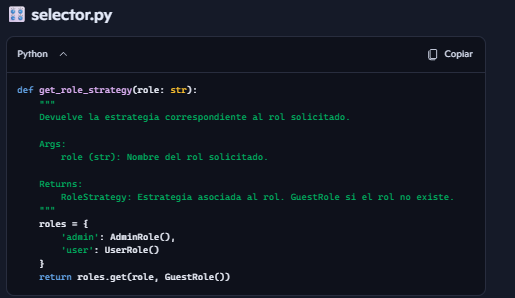 selector.py
Python
Copiar
def get_role_strategy(role: str):
    """
    Devuelve la estrategia correspondiente al rol solicitado.

    Args:
        role (str): Nombre del rol solicitado.

    Returns:
        RoleStrategy: Estrategia asociada al rol. GuestRole si el rol no existe.
    """
    roles = {
        'admin': AdminRole(),
        'user': UserRole()
    }
    return roles.get(role, GuestRole())